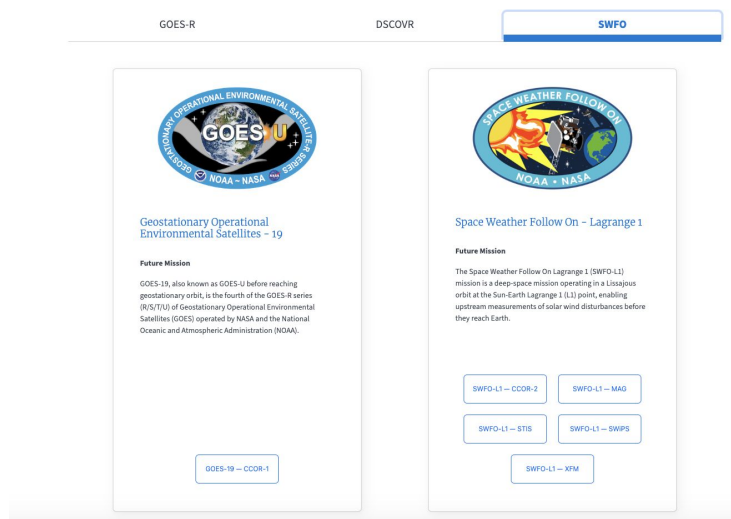 GOES-R
DSCOVR
SWFO
GEOSTATIONARY OPERATIONAL ENVIRONMENTAL SATELLITE-R SERIES
GOES U
NOAA ~ NASA
Geostationary Operational
Environmental Satellites – 19
Future Mission
GOES-19, also known as GOES-U before reaching
geostationary orbit, is the fourth of the GOES-R series
(R/S/T/U) of Geostationary Operational Environmental
Satellites (GOES) operated by NASA and the National
Oceanic and Atmospheric Administration (NOAA).
GOES-19 — CCOR-1
SPACE WEATHER FOLLOW ON
NOAA • NASA
Space Weather Follow On – Lagrange 1
Future Mission
The Space Weather Follow On Lagrange 1 (SWFO-L1)
mission is a deep-space mission operating in a Lissajous
orbit at the Sun-Earth Lagrange 1 (L1) point, enabling
upstream measurements of solar wind disturbances before
they reach Earth.
SWFO-L1 — CCOR-2
SWFO-L1 — MAG
SWFO-L1 — STIS
SWFO-L1 — SWiPS
SWFO-L1 — XFM